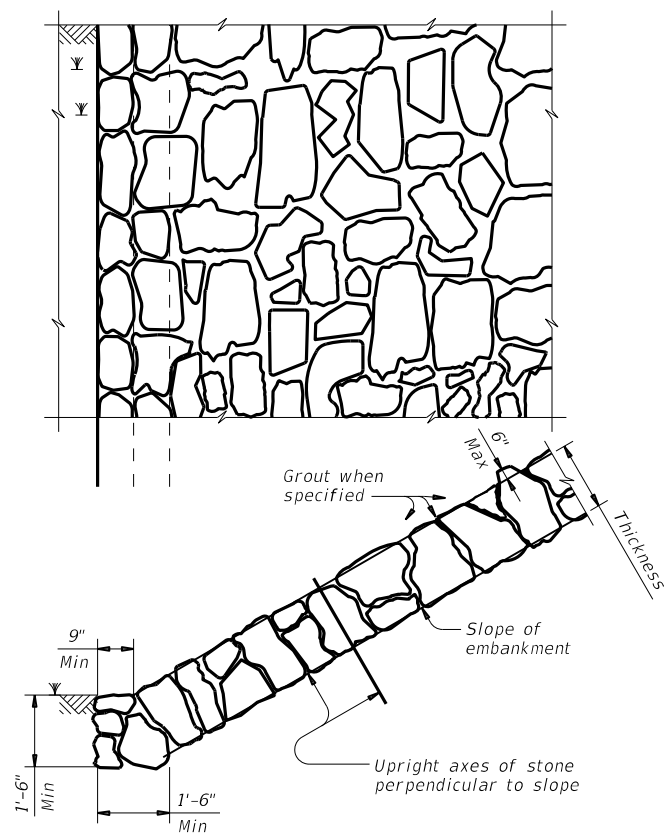 6"
Max
Grout when
specified
Thickness
Slope of
embankment
9"
Min
1'-6"
Min
Upright axes of stone
perpendicular to slope
1'-6"
Min